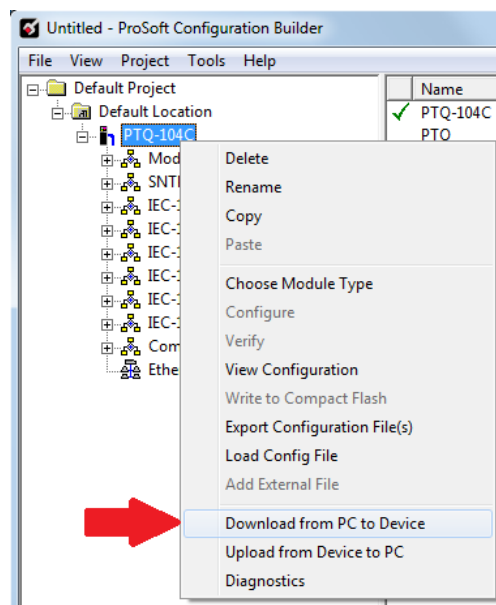 Untitled - ProSoft Configuration Builder
File View Project Tools Help
Default Project
Default Location
PTQ-104C
Mod
SNTI
IEC-1
IEC-1
IEC-1
IEC-1
IEC-1
IEC-1
Com
Ethe
Name
PTQ-104C
PTO
Delete
Rename
Copy
Paste
Choose Module Type
Configure
Verify
View Configuration
Write to Compact Flash
Export Configuration File(s)
Load Config File
Add External File
Download from PC to Device
Upload from Device to PC
Diagnostics